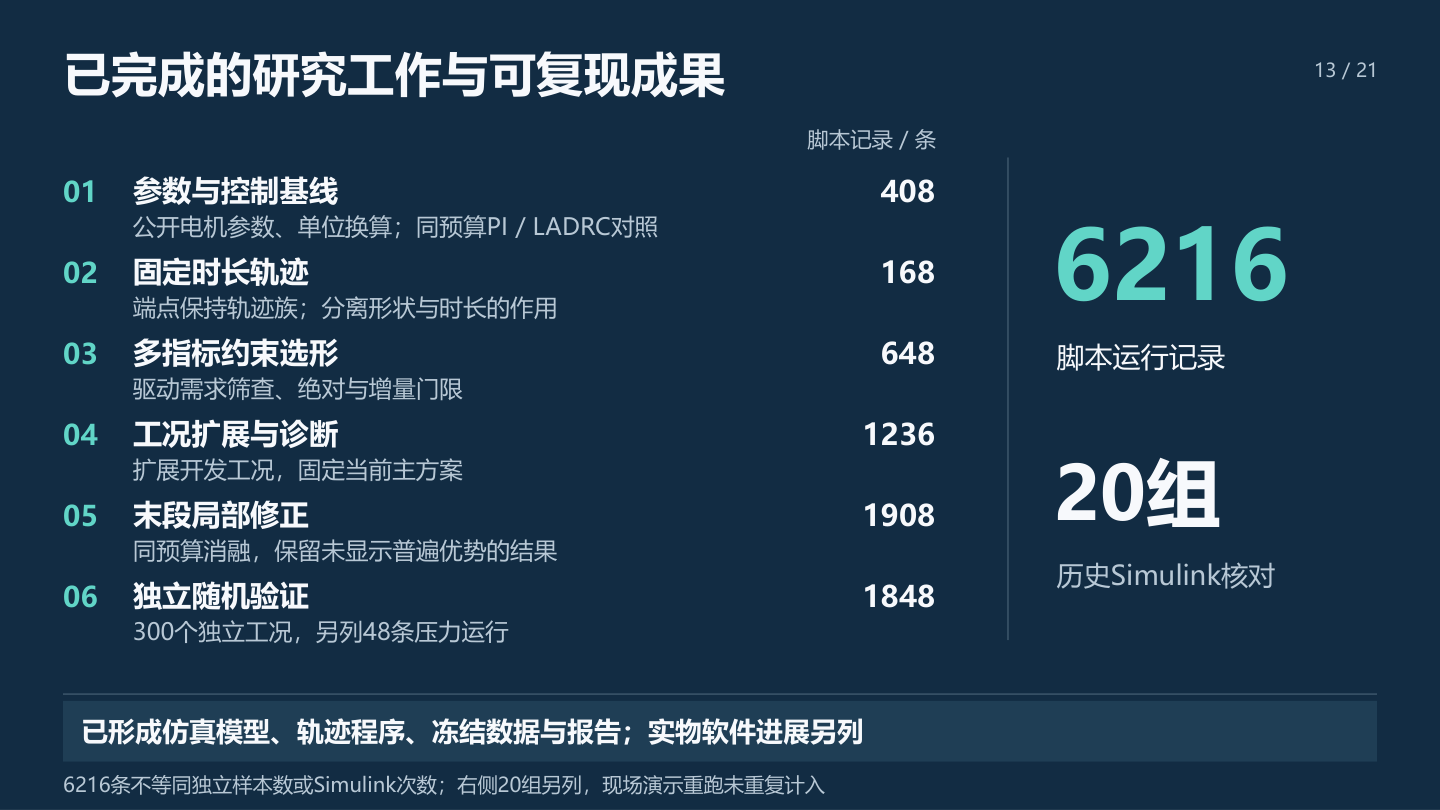 已完成的研究工作与可复现成果
13 / 21
脚本记录 / 条
01 参数与控制基线 408
公开电机参数、单位换算；同预算PI / LADRC对照
02 固定时长轨迹 168
端点保持轨迹族；分离形状与时长的作用
03 多指标约束选形 648
驱动需求筛查、绝对与增量门限
04 工况扩展与诊断 1236
扩展开发工况，固定当前主方案
05 末段局部修正 1908
同预算消融，保留未显示普遍优势的结果
06 独立随机验证 1848
300个独立工况，另列48条压力运行
6216
脚本运行记录
20组
历史Simulink核对
已形成仿真模型、轨迹程序、冻结数据与报告；实物软件进展另列
6216条不等同独立样本数或Simulink次数；右侧20组另列，现场演示重跑未重复计入